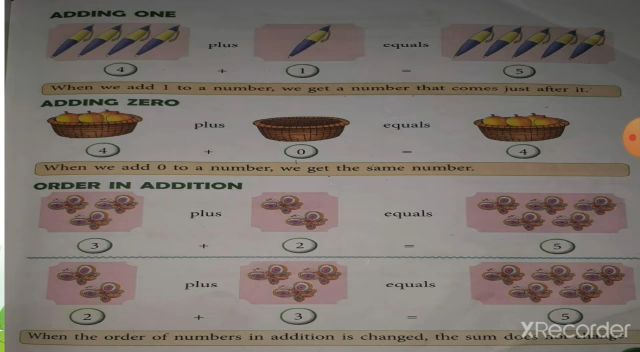 ADDING ONE
plus equals
4 + 1 = 5
When we add 1 to a number, we get a number that comes just after it.
ADDING ZERO
plus equals
4 + 0 = 4
When we add 0 to a number, we get the same number.
ORDER IN ADDITION
plus equals
3 + 2 = 5
plus equals
2 + 3 = 5
When the order of numbers in addition is changed, the sum does
XRecorder